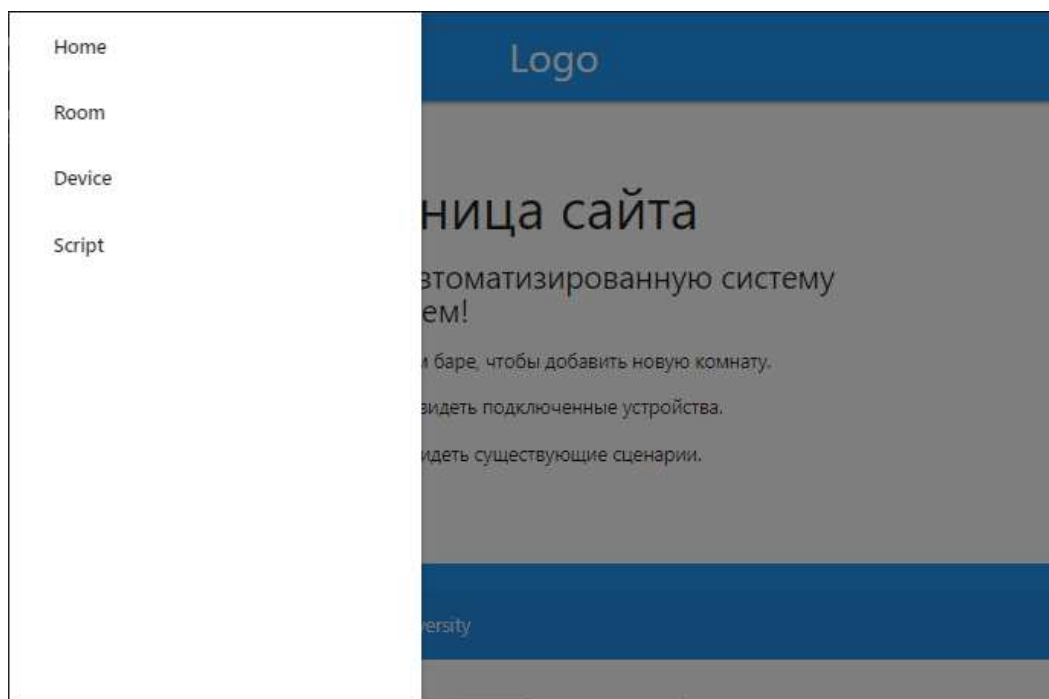 Home
Room
Device
Script
Logo
ница сайта
втоматизированную систему
ем!
баре, чтобы добавить новую комнату.
видеть подключенные устройства.
идеть существующие сценарии.
versity